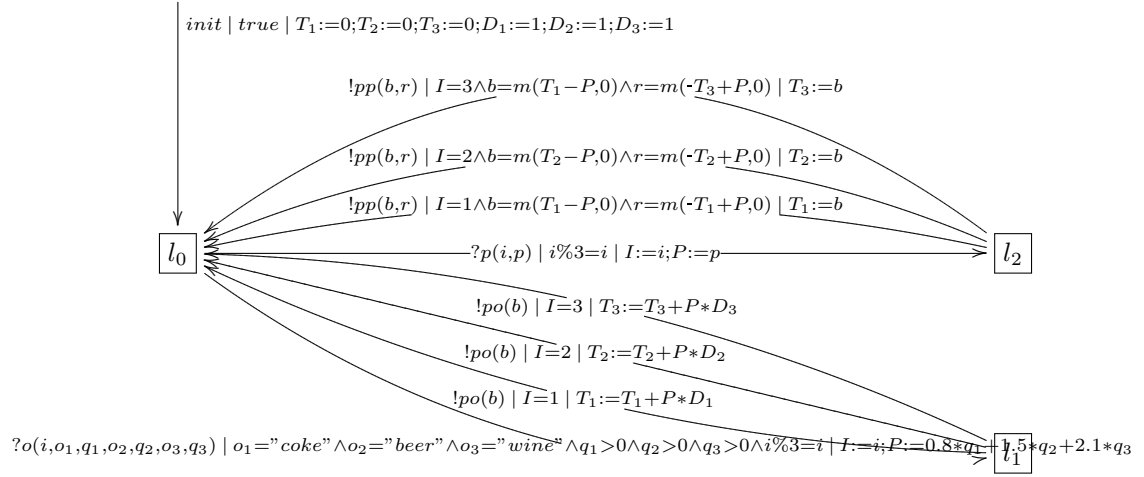 init | true | T₁:=0;T₂:=0;T₃:=0;D₁:=1;D₂:=1;D₃:=1
!pp(b,r) | I=3∧b=m(T₁−P,0)∧r=m(-T₃+P,0) | T₃:=b
!pp(b,r) | I=2∧b=m(T₂−P,0)∧r=m(-T₂+P,0) | T₂:=b
!pp(b,r) | I=1∧b=m(T₁−P,0)∧r=m(-T₁+P,0) | T₁:=b
l₀ ?p(i,p) | i%3=i | I:=i;P:=p l₂
!po(b) | I=3 | T₃:=T₃+P*D₃
!po(b) | I=2 | T₂:=T₂+P*D₂
!po(b) | I=1 | T₁:=T₁+P*D₁
?o(i,o₁,q₁,o₂,q₂,o₃,q₃) | o₁="coke"∧o₂="beer"∧o₃="wine"∧q₁>0∧q₂>0∧q₃>0∧i%3=i | I:=i;P:=0.8*q₁+1.5*q₂+2.1*q₃
l₁